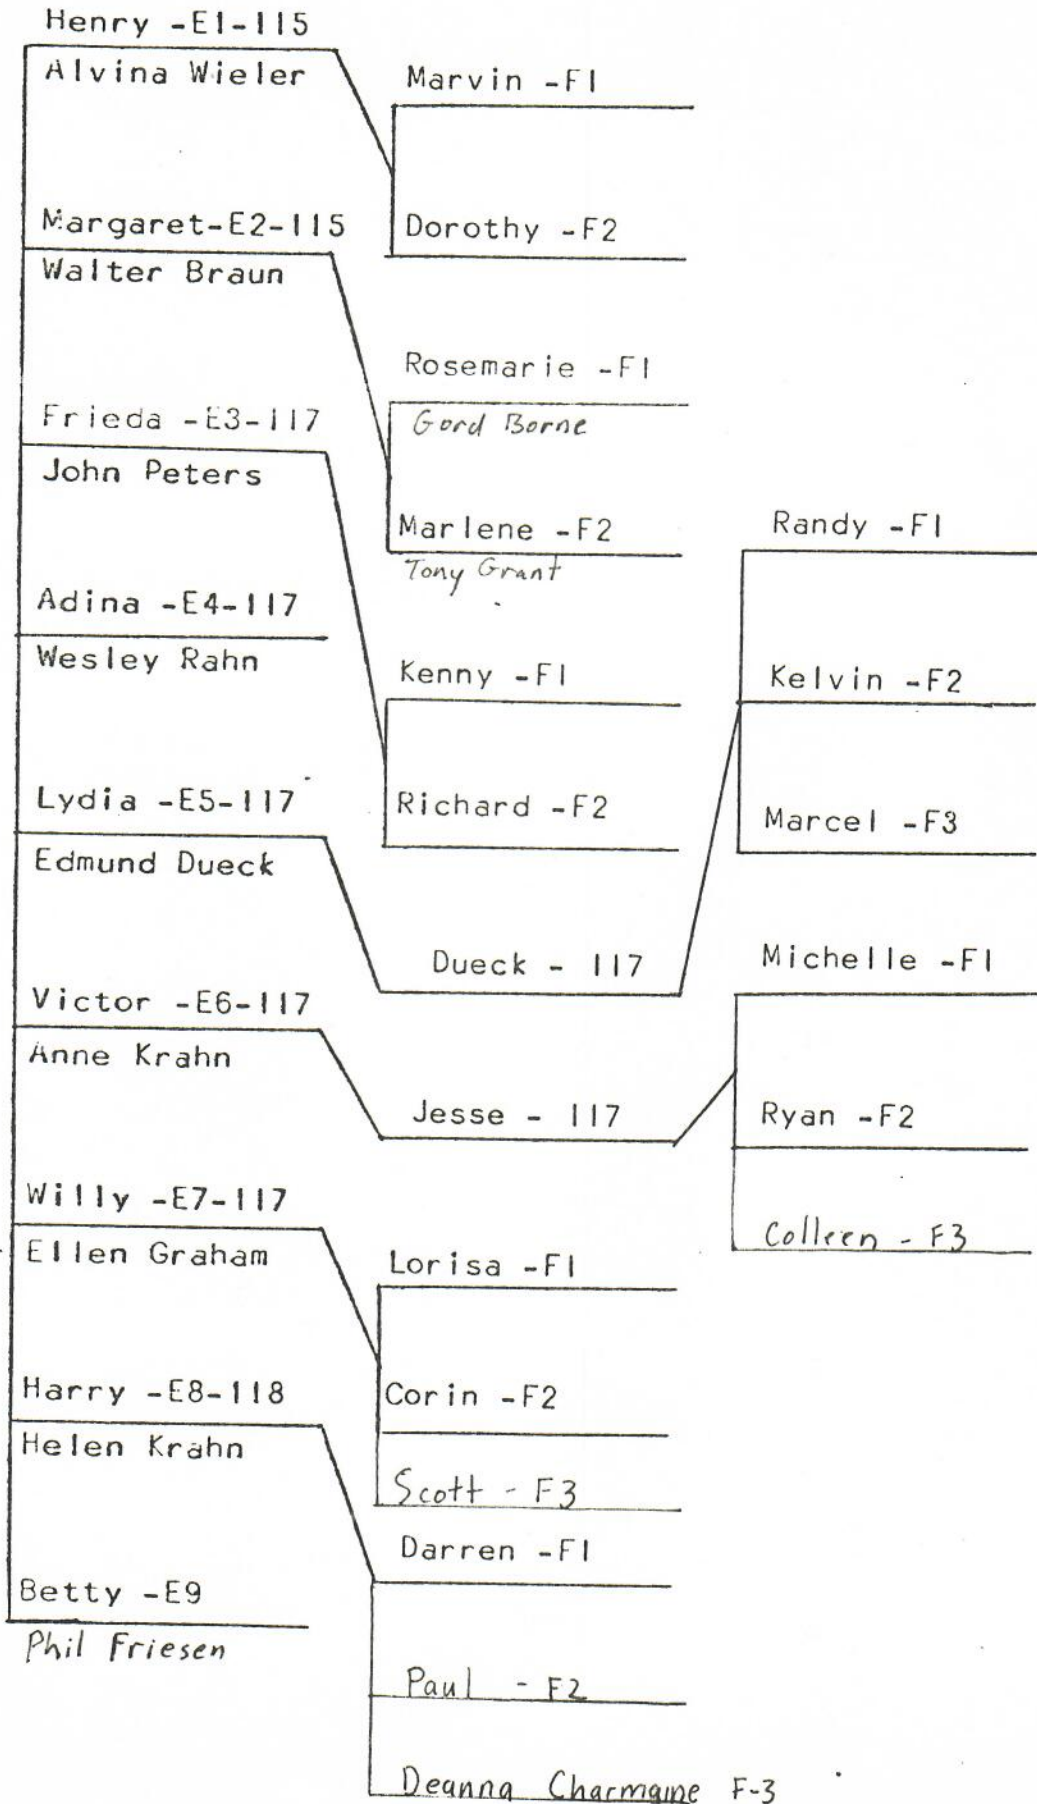 Henry -E1-115
Alvina Wieler
Margaret-E2-115
Walter Braun
Frieda -E3-117
John Peters
Adina -E4-117
Wesley Rahn
Lydia -E5-117
Edmund Dueck
Victor -E6-117
Anne Krahn
Willy -E7-117
Ellen Graham
Harry -E8-118
Helen Krahn
Betty -E9
Phil Friesen
Marvin -F1
Dorothy -F2
Rosemarie -F1
Gord Borne
Marlene -F2
Tony Grant
Kenny -F1
Richard -F2
Dueck - 117
Jesse - 117
Lorisa -F1
Corin -F2
Scott - F3
Darren -F1
Paul - F2
Deanna Charmaine F-3
Randy -F1
Kelvin -F2
Marcel -F3
Michelle -F1
Ryan -F2
Colleen - F3